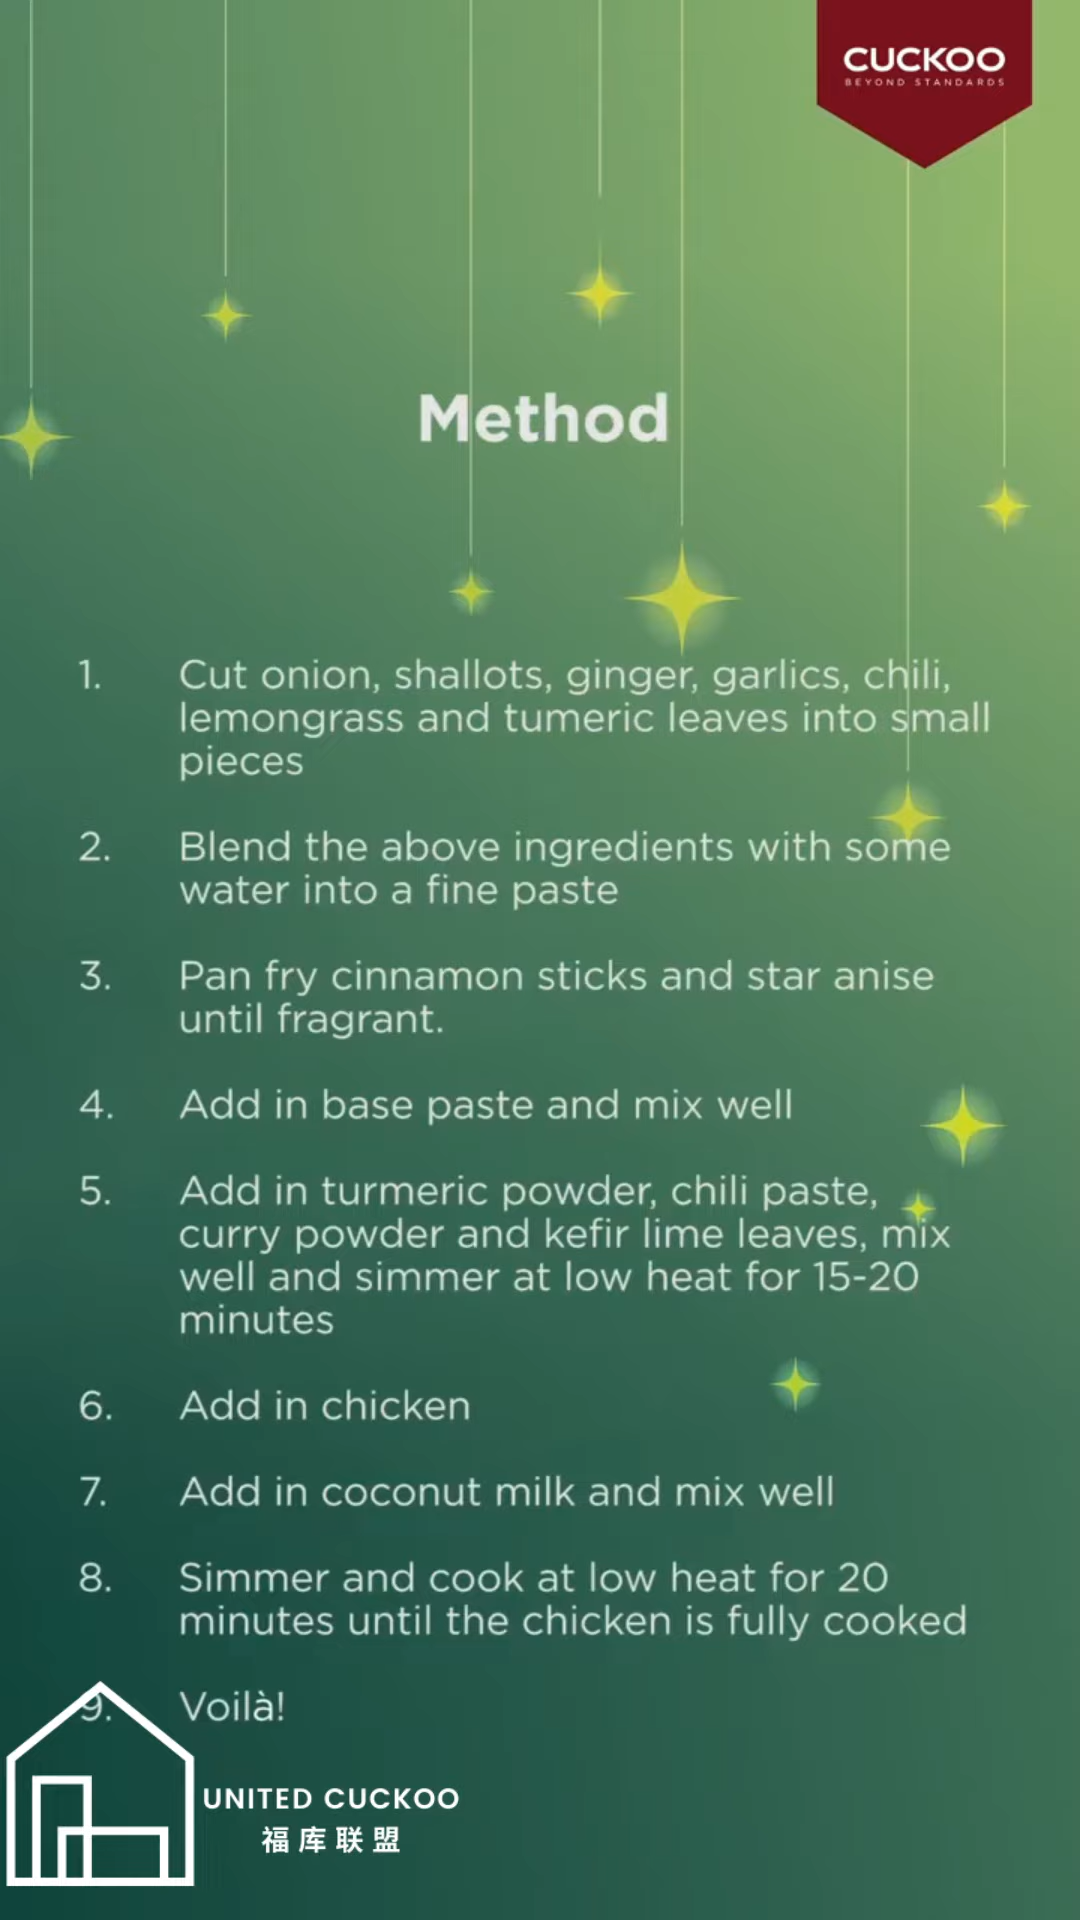 CUCKOO
BEYOND STANDARDS
Method
1. Cut onion, shallots, ginger, garlics, chili,
lemongrass and tumeric leaves into small
pieces
2. Blend the above ingredients with some
water into a fine paste
3. Pan fry cinnamon sticks and star anise
until fragrant.
4. Add in base paste and mix well
5. Add in turmeric powder, chili paste,
curry powder and kefir lime leaves, mix
well and simmer at low heat for 15-20
minutes
6. Add in chicken
7. Add in coconut milk and mix well
8. Simmer and cook at low heat for 20
minutes until the chicken is fully cooked
9. Voilà!
UNITED CUCKOO
福库联盟